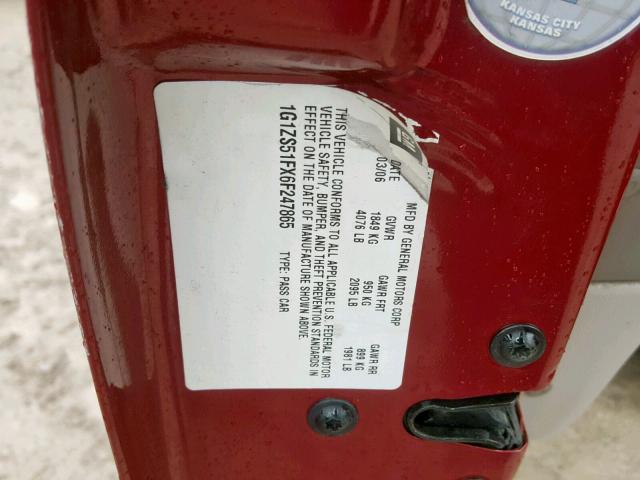 KANSAS CITY
KANSAS
GM
MFD BY GENERAL MOTORS CORP
DATE GVWR GAWR FRT GAWR RR
03/06 1849 KG 950 KG 899 KG
4076 LB 2095 LB 1981 LB
THIS VEHICLE CONFORMS TO ALL APPLICABLE U.S. FEDERAL MOTOR
VEHICLE SAFETY, BUMPER, AND THEFT PREVENTION STANDARDS IN
EFFECT ON THE DATE OF MANUFACTURE SHOWN ABOVE.
1G1ZS51FX6F247865 TYPE: PASS CAR